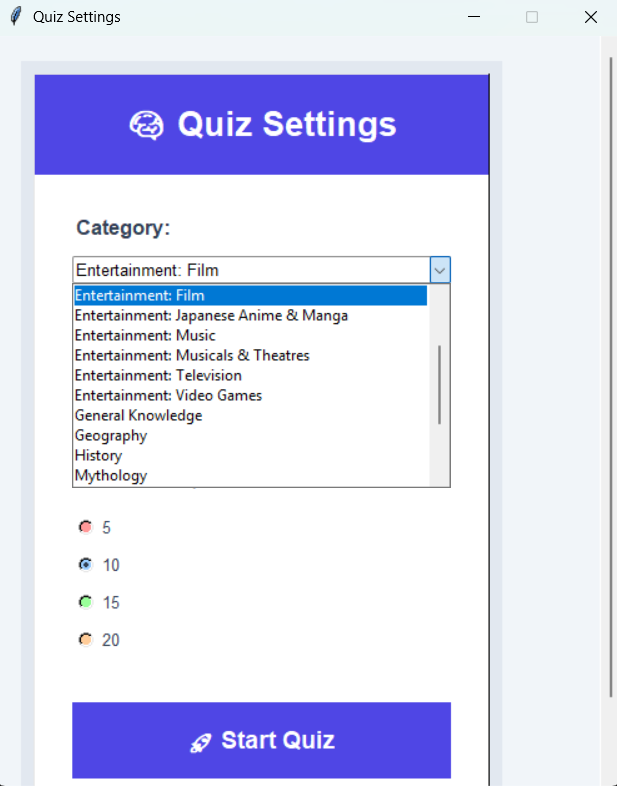 Quiz Settings
Quiz Settings
Category:
Entertainment: Film
Entertainment: Film
Entertainment: Japanese Anime & Manga
Entertainment: Music
Entertainment: Musicals & Theatres
Entertainment: Television
Entertainment: Video Games
General Knowledge
Geography
History
Mythology
5
10
15
20
Start Quiz